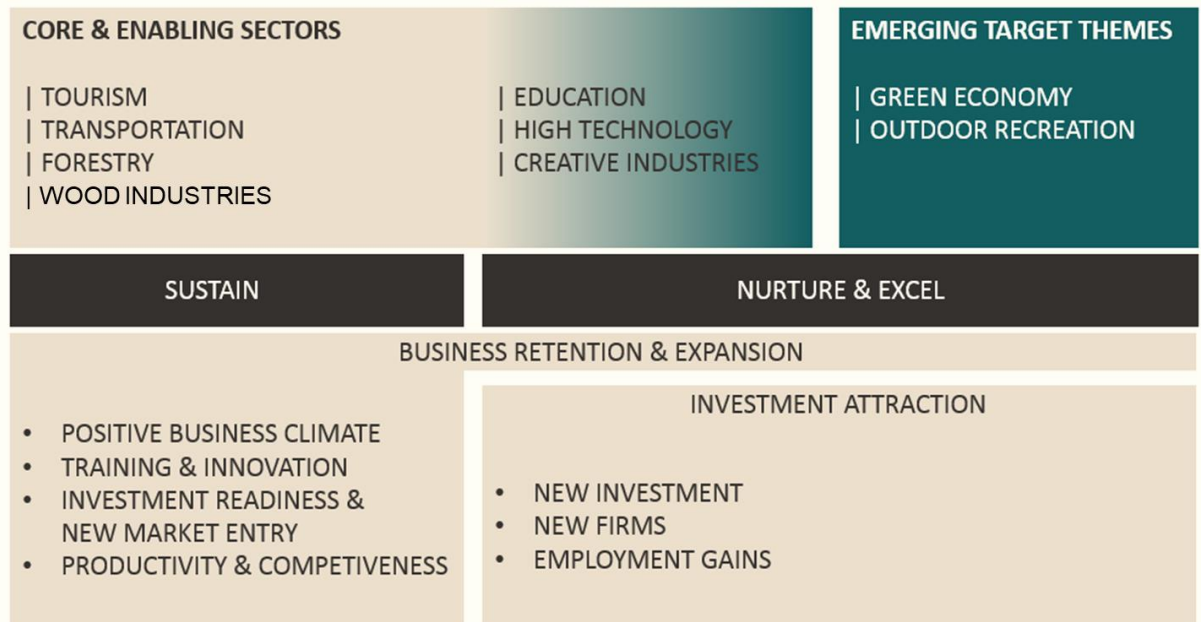 CORE & ENABLING SECTORS
| TOURISM
| TRANSPORTATION
| FORESTRY
| WOOD INDUSTRIES
| EDUCATION
| HIGH TECHNOLOGY
| CREATIVE INDUSTRIES
EMERGING TARGET THEMES
| GREEN ECONOMY
| OUTDOOR RECREATION
SUSTAIN
NURTURE & EXCEL
BUSINESS RETENTION & EXPANSION
• POSITIVE BUSINESS CLIMATE
• TRAINING & INNOVATION
• INVESTMENT READINESS &
NEW MARKET ENTRY
• PRODUCTIVITY & COMPETIVENESS
INVESTMENT ATTRACTION
• NEW INVESTMENT
• NEW FIRMS
• EMPLOYMENT GAINS